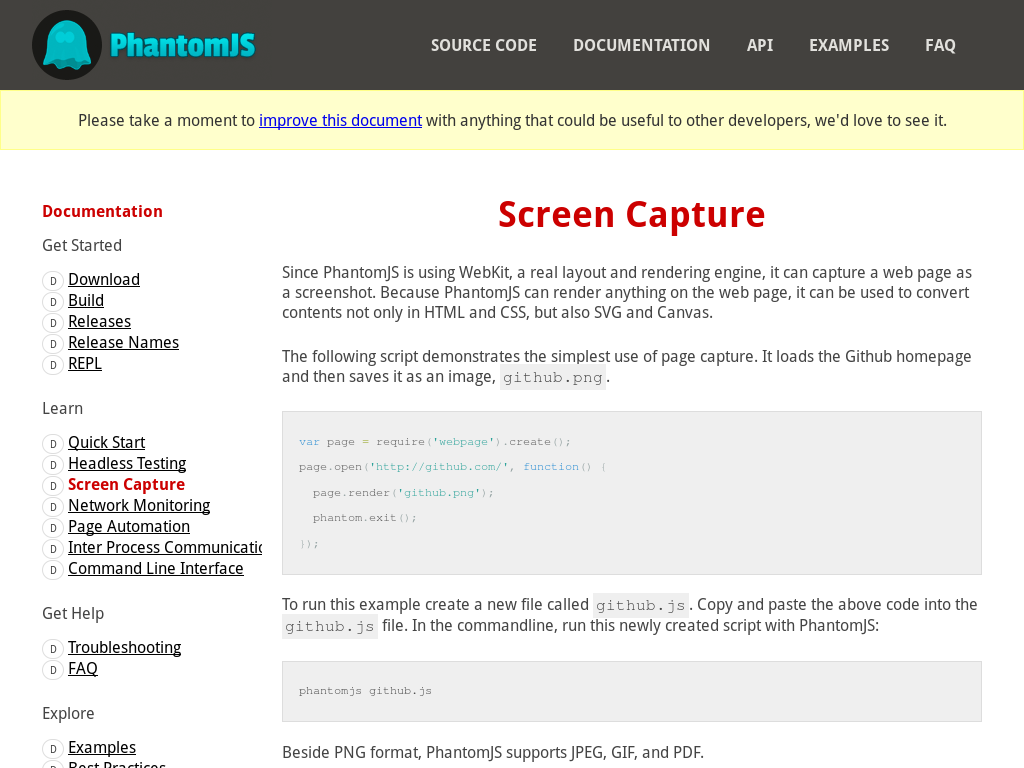 PhantomJS
SOURCE CODE
DOCUMENTATION
API
EXAMPLES
FAQ
Please take a moment to improve this document with anything that could be useful to other developers, we'd love to see it.
Documentation
Get Started
D Download
D Build
D Releases
D Release Names
D REPL
Learn
D Quick Start
D Headless Testing
D Screen Capture
D Network Monitoring
D Page Automation
D Inter Process Communicatio
D Command Line Interface
Get Help
D Troubleshooting
D FAQ
Explore
D Examples
D Best Practices
Screen Capture
Since PhantomJS is using WebKit, a real layout and rendering engine, it can capture a web page as
a screenshot. Because PhantomJS can render anything on the web page, it can be used to convert
contents not only in HTML and CSS, but also SVG and Canvas.
The following script demonstrates the simplest use of page capture. It loads the Github homepage
and then saves it as an image, github.png.
var page = require('webpage').create();
page.open('http://github.com/', function() {
  page.render('github.png');
  phantom.exit();
});
To run this example create a new file called github.js. Copy and paste the above code into the
github.js file. In the commandline, run this newly created script with PhantomJS:
phantomjs github.js
Beside PNG format, PhantomJS supports JPEG, GIF, and PDF.